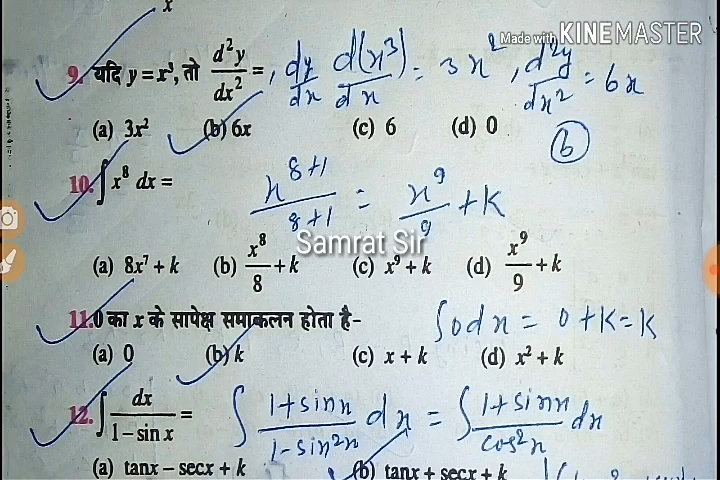 x
Made with KINEMASTER
9. यदि y = x³, तो d²y/dx² = , dy/dx d(x³)/dx = 3x², d²y/dx² = 6x
(a) 3x² (b) 6x (c) 6 (d) 0 (b)
10. ∫ x⁸ dx = x⁸⁺¹/8+1 = x⁹/9 + K
Samrat Sir
(a) 8x⁷ + k (b) x⁸/8 + k (c) x⁹ + k (d) x⁹/9 + k
11. 0 का x के सापेक्ष समाकलन होता है- ∫0dx = 0 + K = K
(a) 0 (b) k (c) x + k (d) x² + k
12. ∫ dx/1 – sin x = ∫ 1+sinx/1-sin²x dx = ∫ 1+sinx/cos²x dx
(a) tanx – secx + k (b) tanx + secx + k